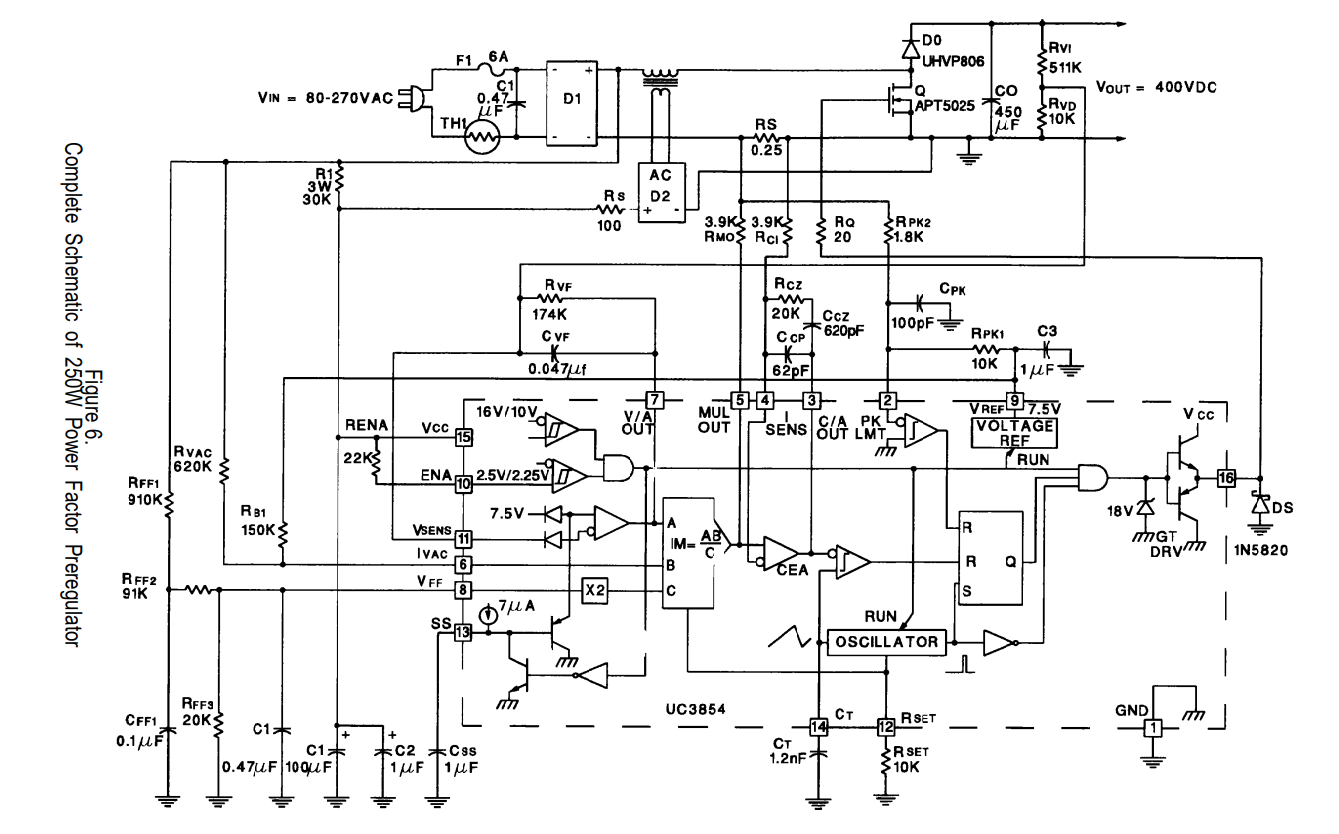 Figure 6.
Complete Schematic of 250W Power Factor Preregulator
VIN = 80-270VAC
F1
6A
C1
0.47
μF
TH1
-
+
D1
-
-
D0
UHVP806
Q
APT5025
CO
450
μF
RVI
511K
RVD
10K
VOUT = 400VDC
RS
0.25
R1
3W
30K
RS
100
AC
D2
+ -
3.9K
RMO
3.9K
RCI
RQ
20
RPK2
1.8K
RVF
174K
CVF
0.047μf
RCZ
20K
CCZ
620pF
CCP
62pF
CPK
100pF
RPK1
10K
C3
1μF
7
5
4
3
2
9
V/A
OUT
MUL
OUT
I
SENS
C/A
OUT
PK
LMT
VREF
7.5V
VOLTAGE
REF
RUN
16V/10V
RENA
22K
VCC
15
ENA
10
2.5V/2.25V
RVAC
620K
RFF1
910K
RB1
150K
7.5V
VSENS
11
IVAC
6
VFF
8
X2
A
B
C
IM= AB
C
CEA
R
R
S
Q
VCC
16
18V
GT
DRV
DS
1N5820
RFF2
91K
7μA
SS
13
RUN
OSCILLATOR
UC3854
14
CT
12
RSET
GND
1
RFF3
20K
CFF1
0.1μF
C1
0.47μF
C1
100μF
+
C2
1μF
+
CSS
1μF
CT
1.2nF
RSET
10K